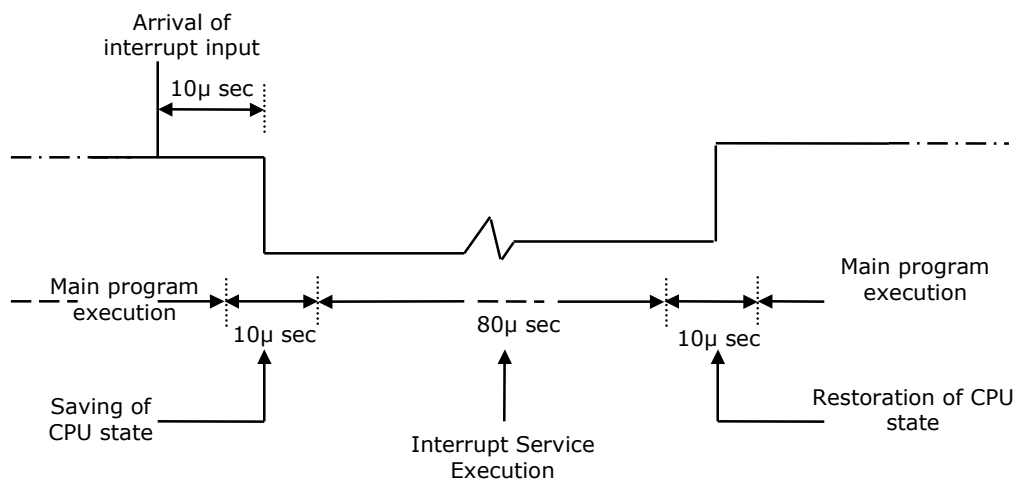 Arrival of
interrupt input
10μ sec
Main program
execution
Main program
execution
10μ sec
80μ sec
10μ sec
Saving of
CPU state
Interrupt Service
Execution
Restoration of CPU
state